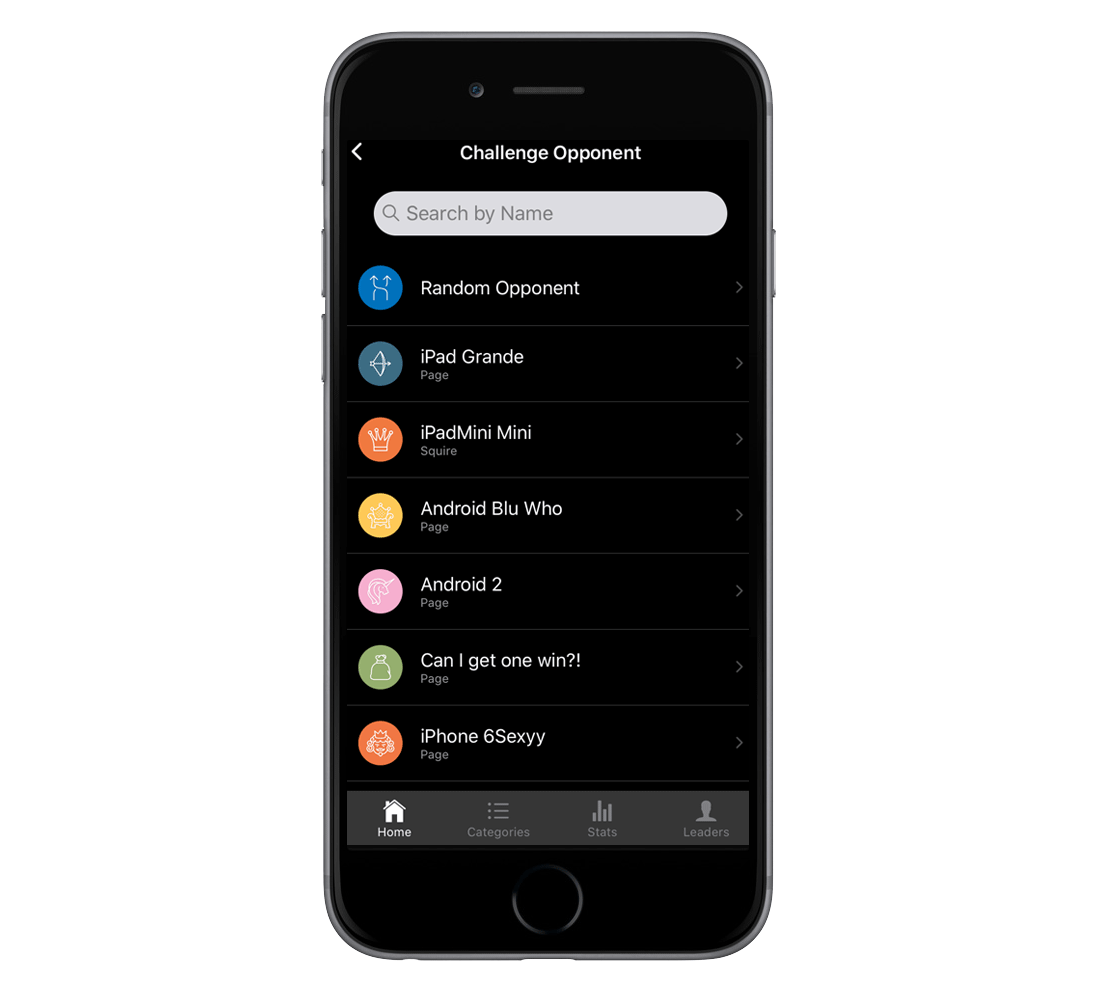 Challenge Opponent
Search by Name
Random Opponent
iPad Grande
Page
iPadMini Mini
Squire
Android Blu Who
Page
Android 2
Page
Can I get one win?!
Page
iPhone 6Sexyy
Page
Home Categories Stats Leaders